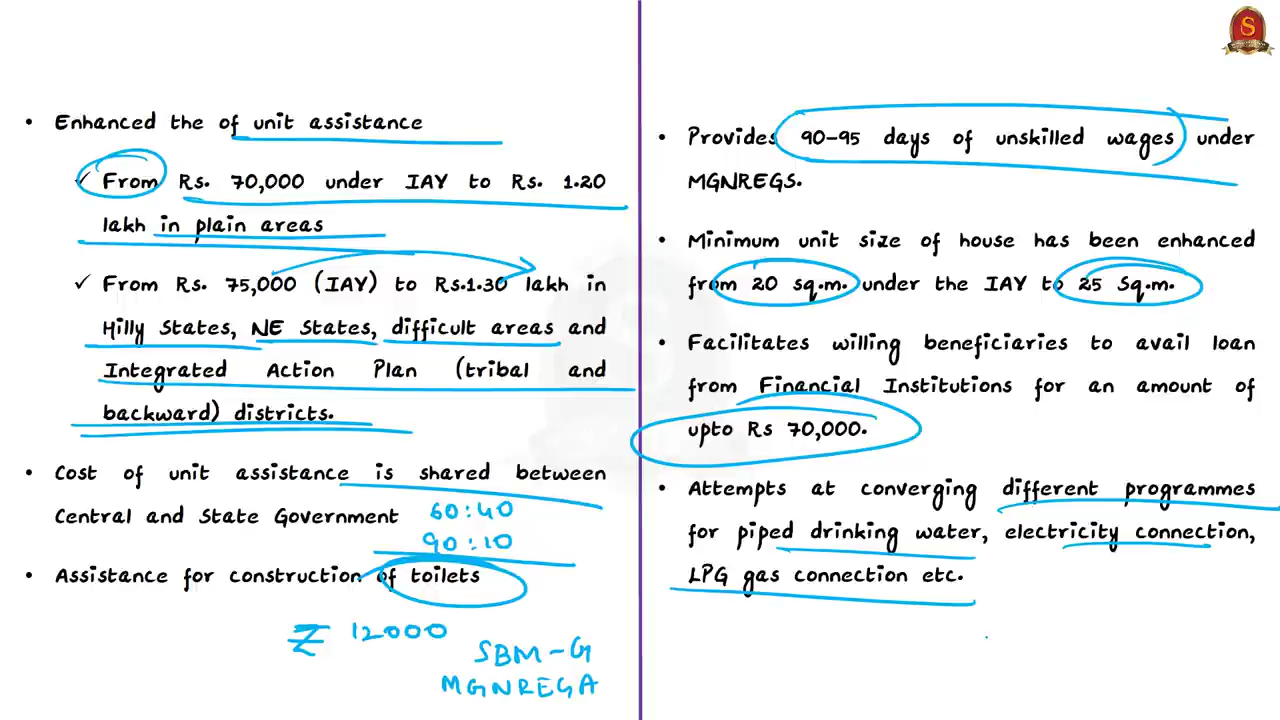 • Enhanced the of unit assistance
✓ From Rs. 70,000 under IAY to Rs. 1.20
lakh in plain areas
✓ From Rs. 75,000 (IAY) to Rs.1.30 lakh in
Hilly States, NE States, difficult areas and
Integrated Action Plan (tribal and
backward) districts.
• Cost of unit assistance is shared between
Central and State Government 60:40
90:10
• Assistance for construction of toilets
₹ 12000
SBM-G
MGNREGA
• Provides 90-95 days of unskilled wages under
MGNREGS.
• Minimum unit size of house has been enhanced
from 20 sq.m. under the IAY to 25 Sq.m.
• Facilitates willing beneficiaries to avail loan
from Financial Institutions for an amount of
upto Rs 70,000.
• Attempts at converging different programmes
for piped drinking water, electricity connection,
LPG gas connection etc.
S